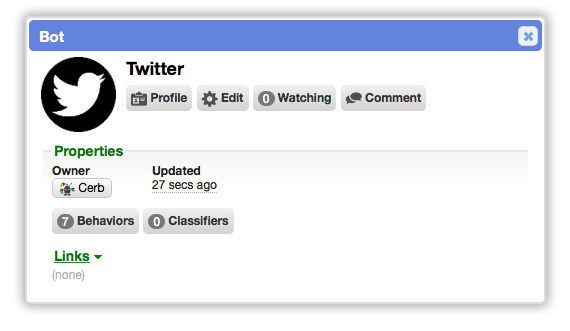 Bot
Twitter
Profile Edit 0 Watching Comment
Properties
Owner Updated
Cerb 27 secs ago
7 Behaviors 0 Classifiers
Links
(none)